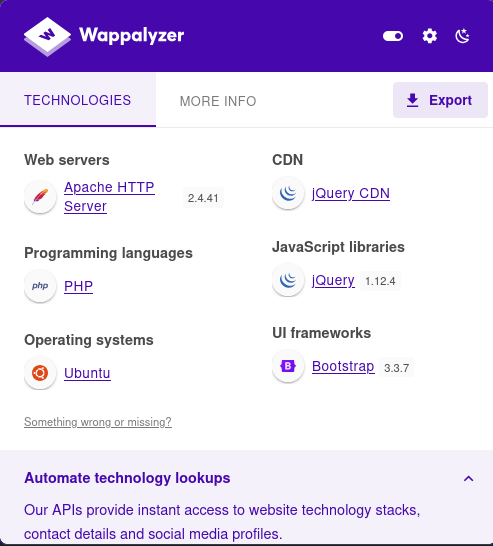 Wappalyzer
TECHNOLOGIES
MORE INFO
Export
Web servers
Apache HTTP
Server
2.4.41
Programming languages
php
PHP
Operating systems
Ubuntu
Something wrong or missing?
CDN
jQuery CDN
JavaScript libraries
jQuery
1.12.4
UI frameworks
B
Bootstrap
3.3.7
Automate technology lookups
Our APIs provide instant access to website technology stacks,
contact details and social media profiles.